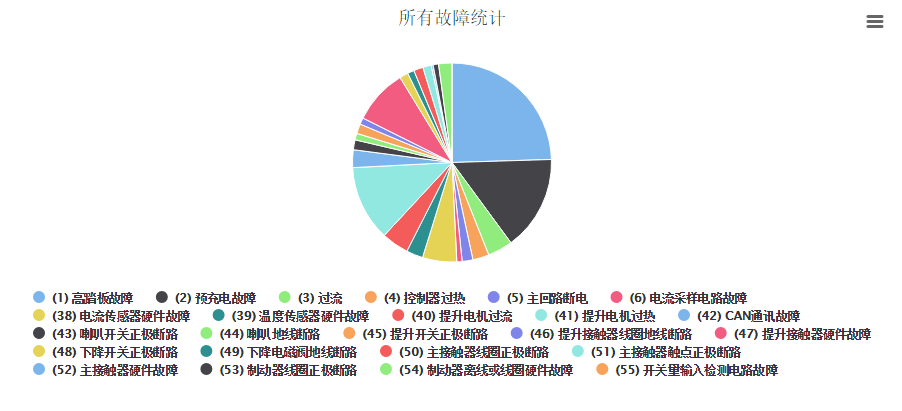 所有故障统计
(1) 高踏板故障 (2) 预充电故障 (3) 过流 (4) 控制器过热 (5) 主回路断电 (6) 电流采样电路故障
(38) 电流传感器硬件故障 (39) 温度传感器硬件故障 (40) 提升电机过流 (41) 提升电机过热 (42) CAN通讯故障
(43) 喇叭开关正极断路 (44) 喇叭地线断路 (45) 提升开关正极断路 (46) 提升接触器线圈地线断路 (47) 提升接触器硬件故障
(48) 下降开关正极断路 (49) 下降电磁阀地线断路 (50) 主接触器线圈正极断路 (51) 主接触器触点正极断路
(52) 主接触器硬件故障 (53) 制动器线圈正极断路 (54) 制动器离线或线圈硬件故障 (55) 开关量输入检测电路故障